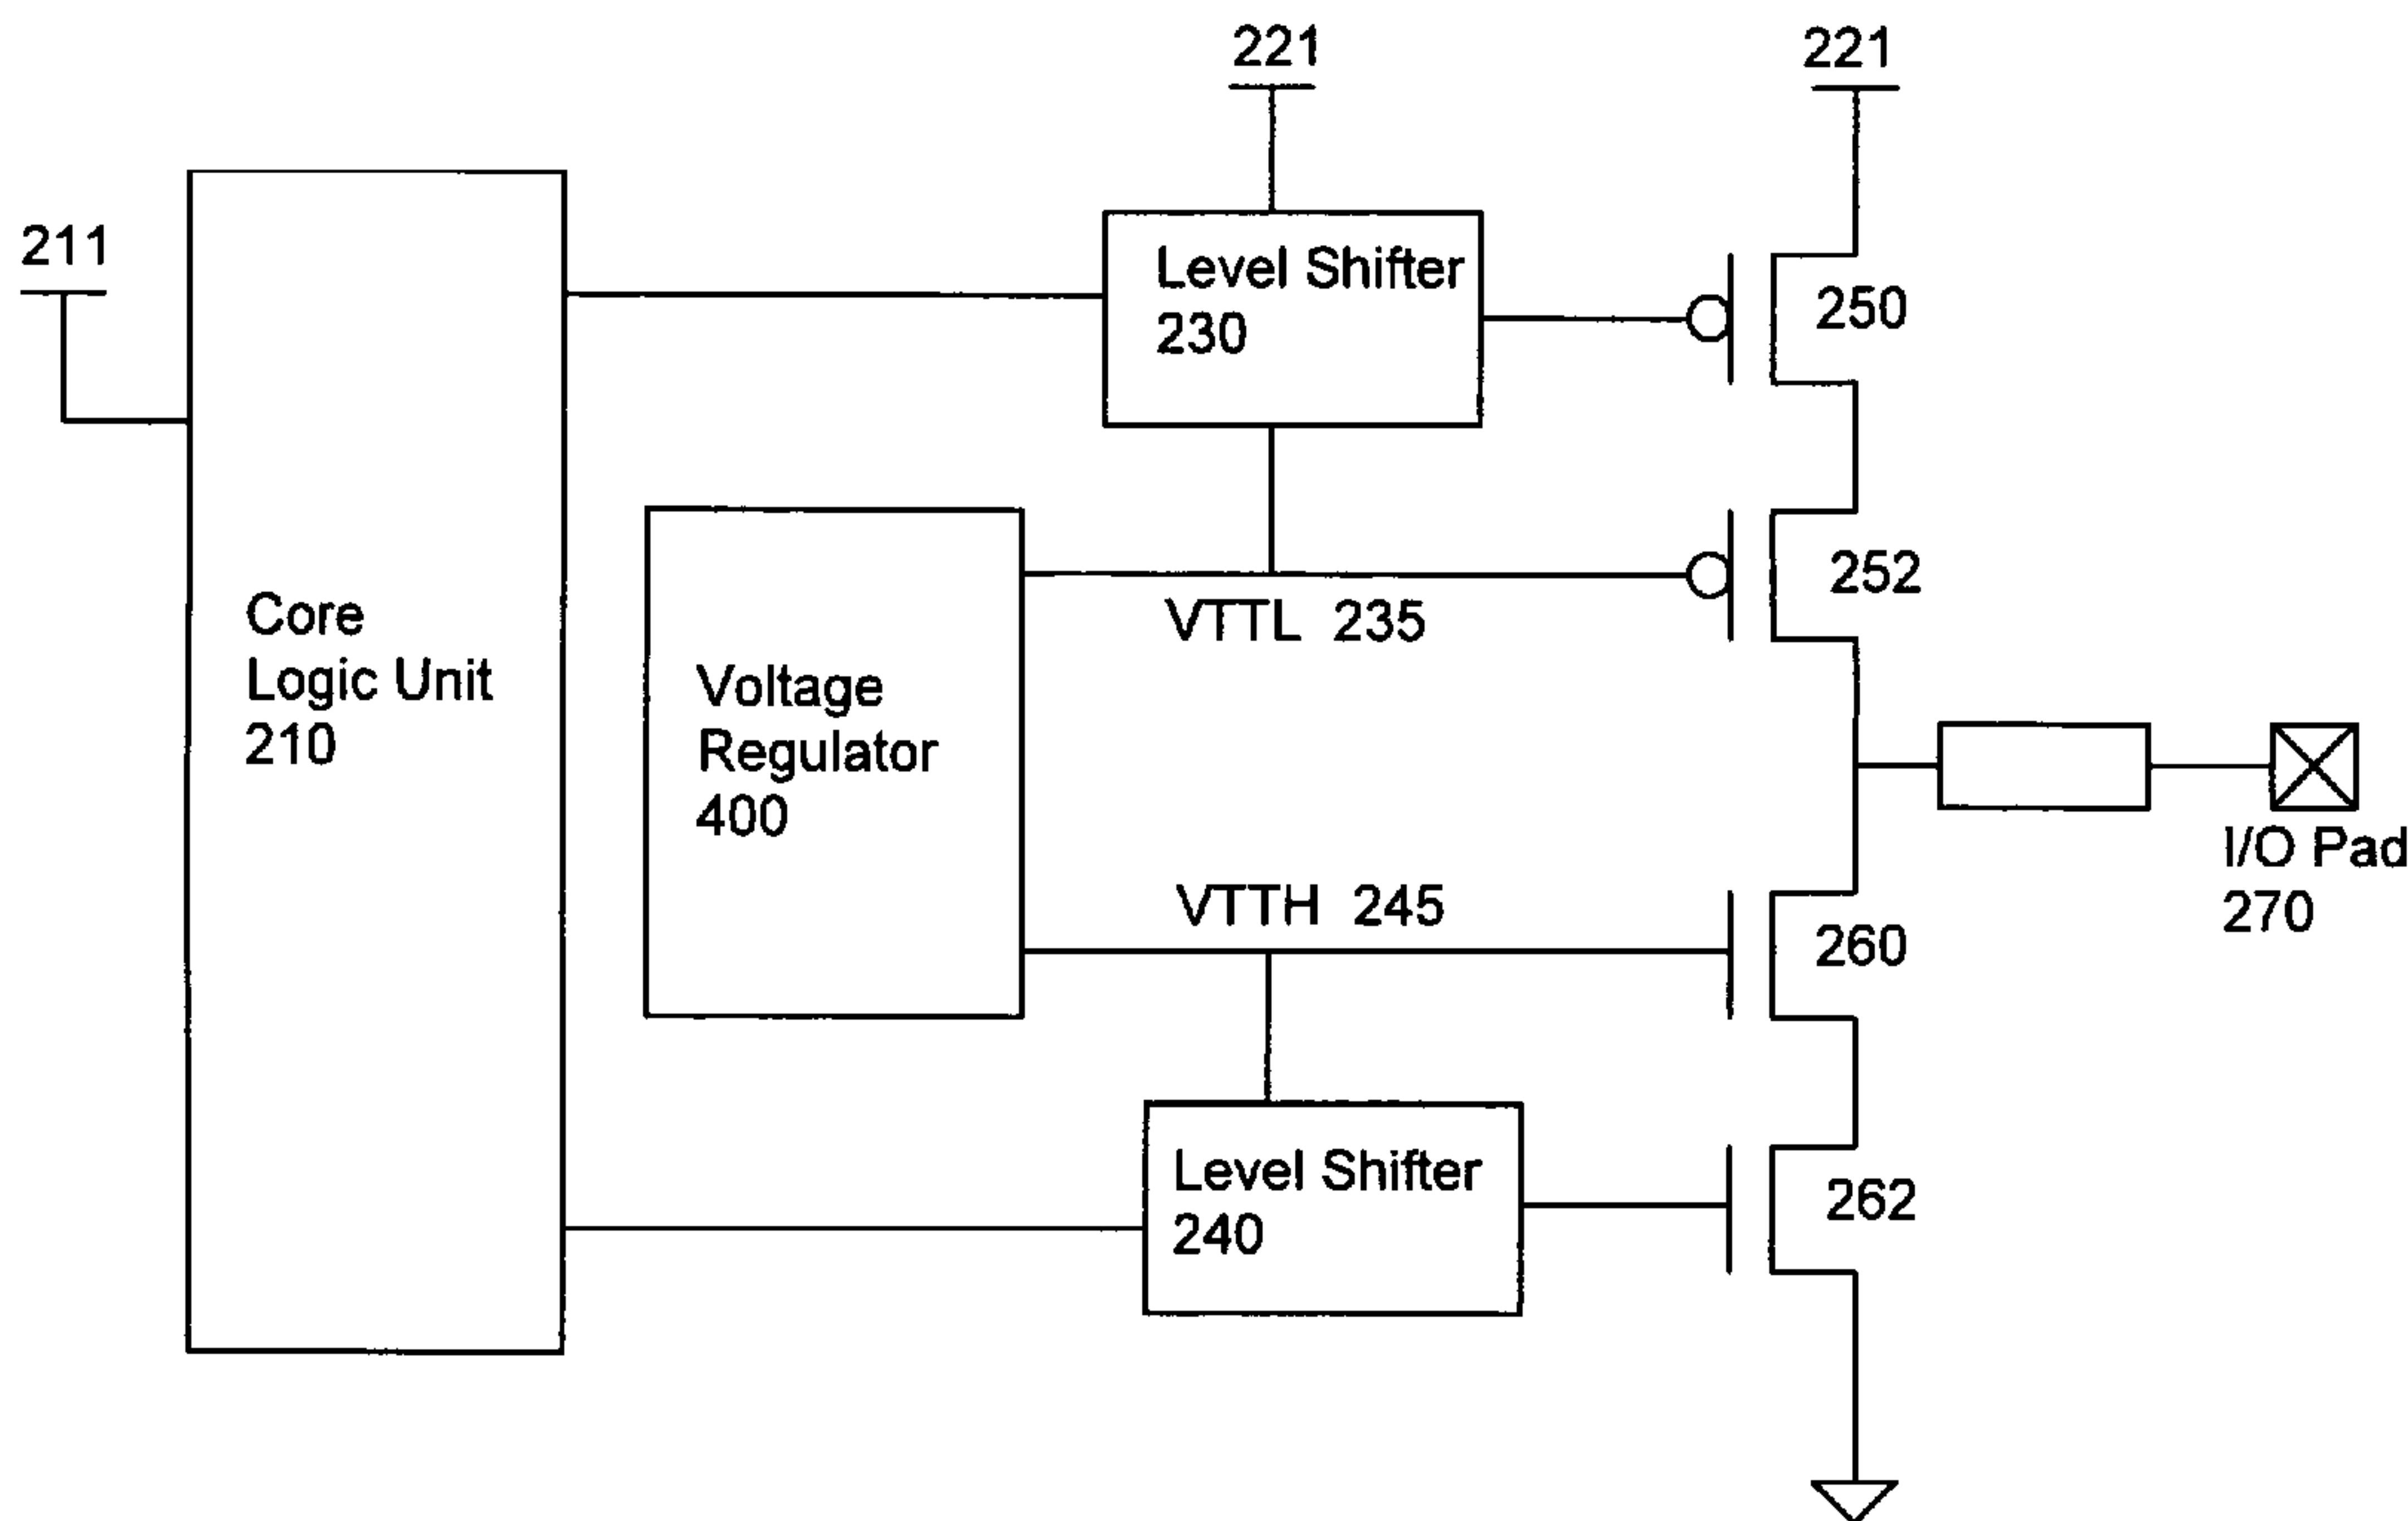 221
221
211
Level Shifter
230
250
252
VTTL 235
Core
Logic Unit
210
Voltage
Regulator
400
I/O Pad
270
VTTH 245
260
Level Shifter
240
262